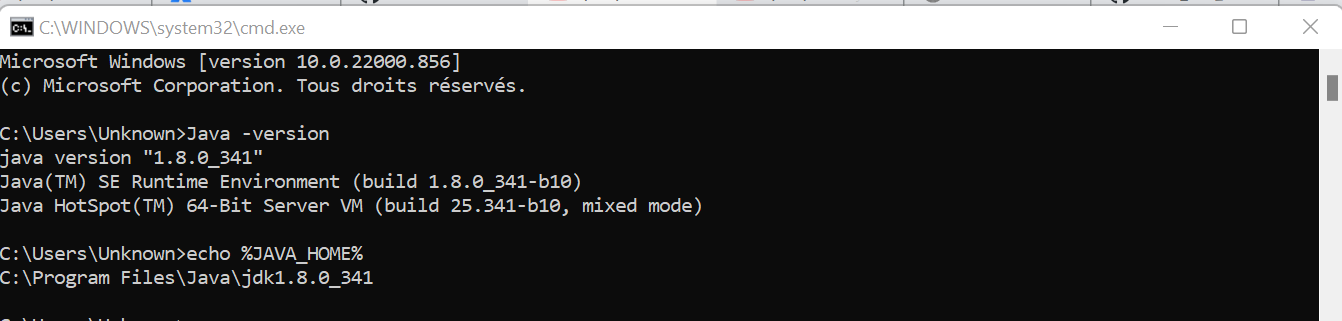 C:\WINDOWS\system32\cmd.exe
Microsoft Windows [version 10.0.22000.856]
(c) Microsoft Corporation. Tous droits réservés.
C:\Users\Unknown>Java -version
java version "1.8.0_341"
Java(TM) SE Runtime Environment (build 1.8.0_341-b10)
Java HotSpot(TM) 64-Bit Server VM (build 25.341-b10, mixed mode)
C:\Users\Unknown>echo %JAVA_HOME%
C:\Program Files\Java\jdk1.8.0_341